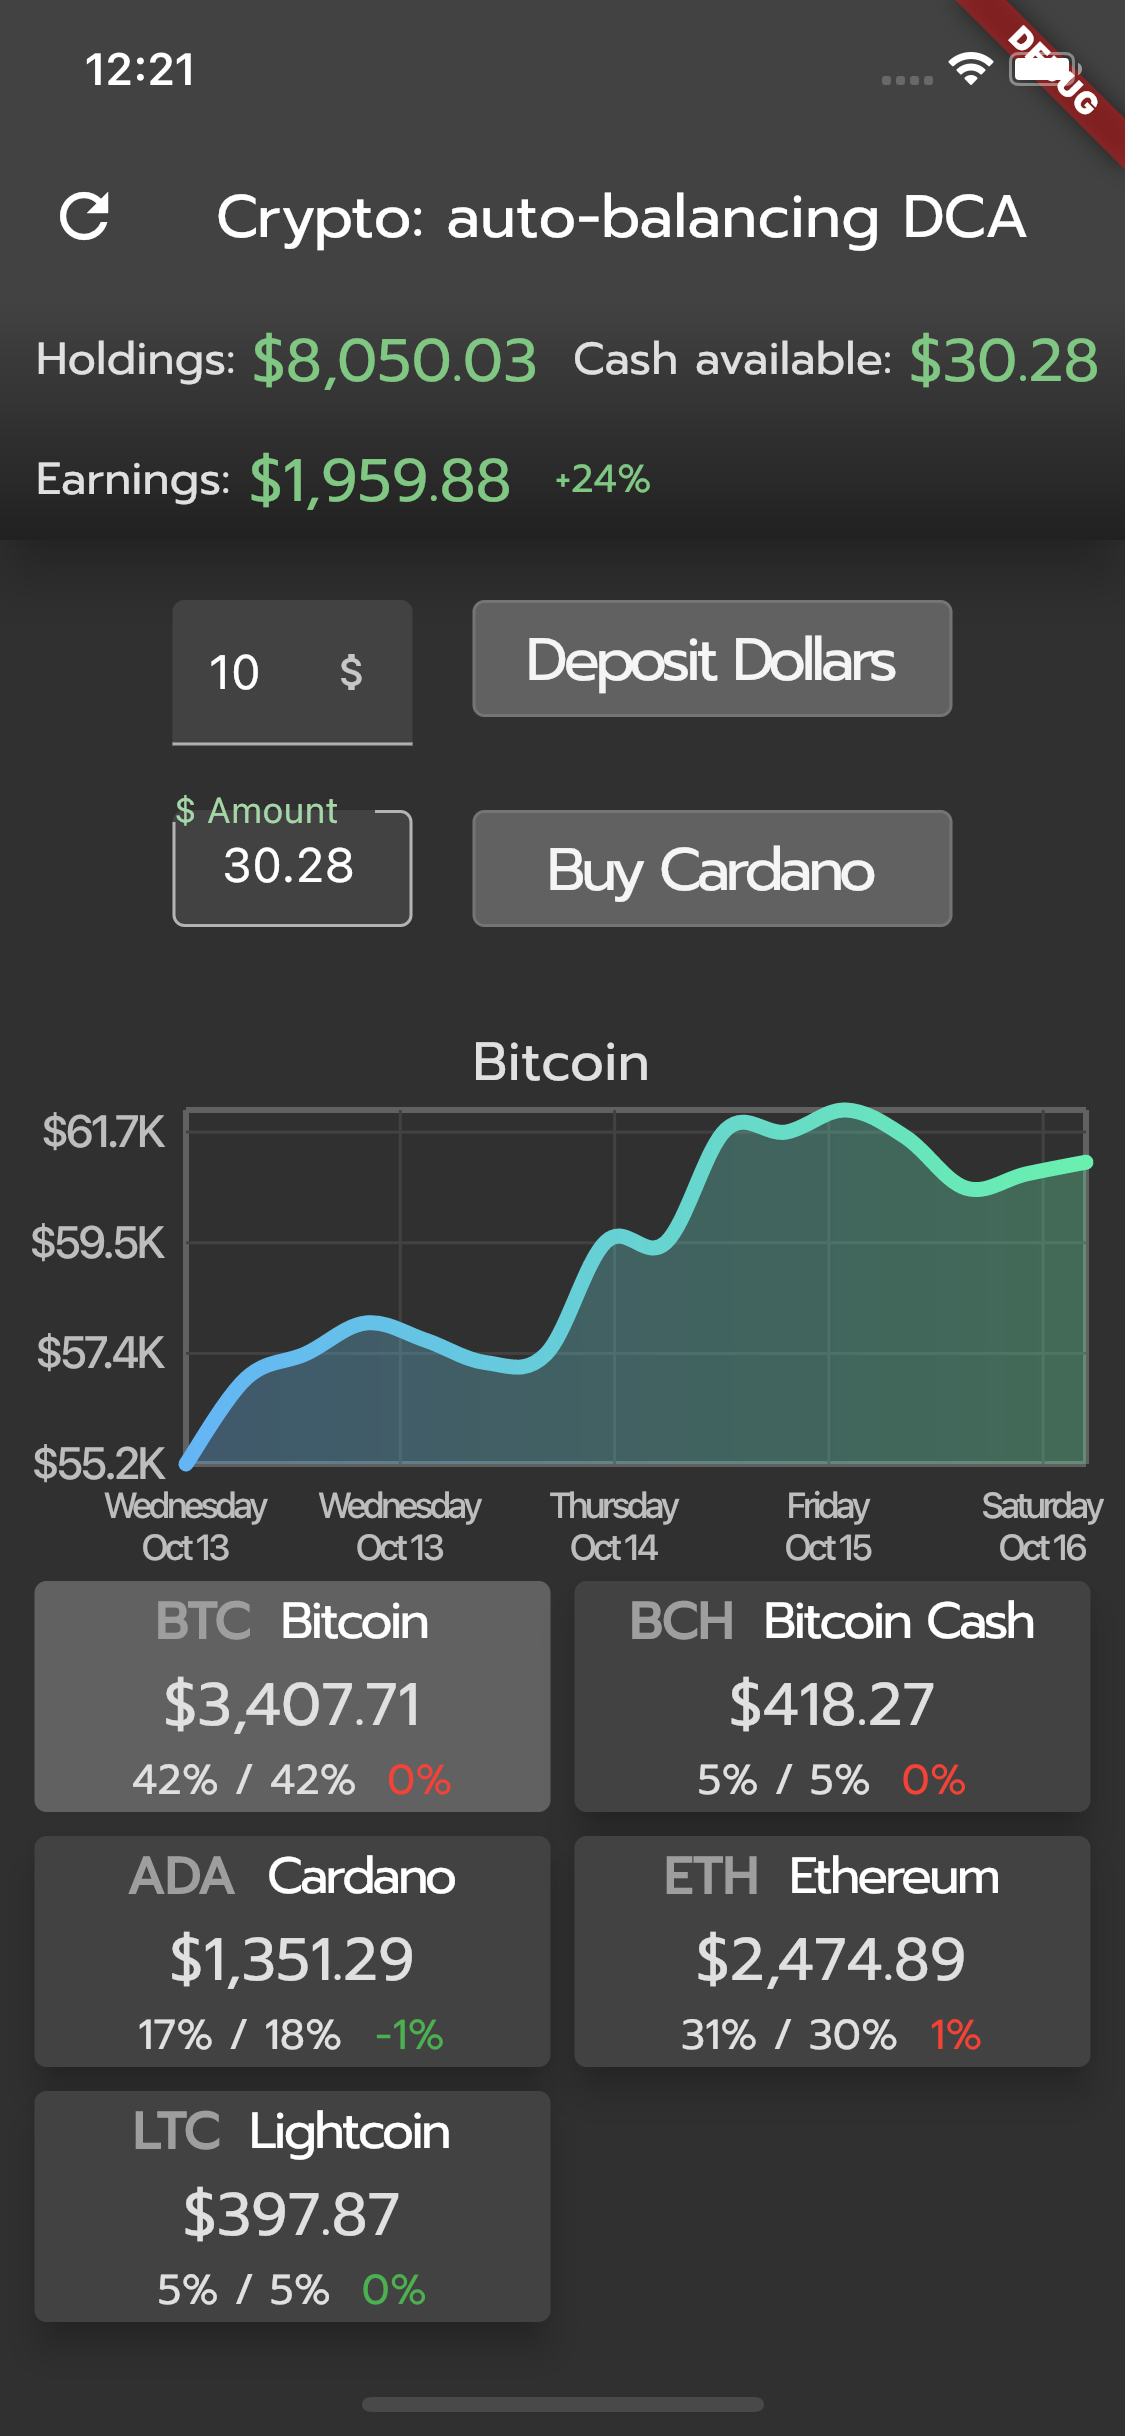 12:21
DEBUG
Crypto: auto-balancing DCA
Holdings: $8,050.03 Cash available: $30.28
Earnings: $1,959.88 +24%
10 $ Deposit Dollars
$ Amount
30.28 Buy Cardano
Bitcoin
$61.7K
$59.5K
$57.4K
$55.2K
Wednesday Wednesday Thursday Friday Saturday
Oct 13 Oct 13 Oct 14 Oct 15 Oct 16
BTC Bitcoin
$3,407.71
42% / 42% 0%
BCH Bitcoin Cash
$418.27
5% / 5% 0%
ADA Cardano
$1,351.29
17% / 18% -1%
ETH Ethereum
$2,474.89
31% / 30% 1%
LTC Lightcoin
$397.87
5% / 5% 0%